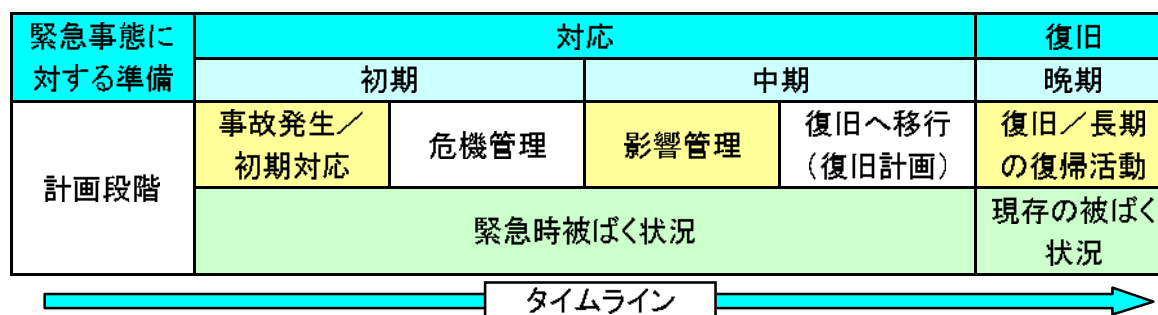 緊急事態に
対する準備
対応
復旧
初期
中期
晩期
計画段階
事故発生／
初期対応
危機管理
影響管理
復旧へ移行
（復旧計画）
復旧／長期
の復帰活動
緊急時被ばく状況
現存の被ばく
状況
タイムライン